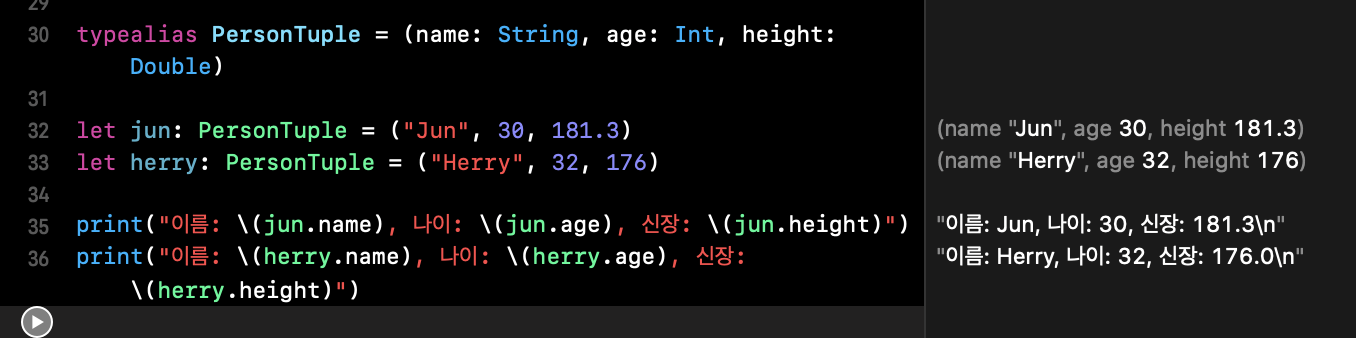 29
30 typealias PersonTuple = (name: String, age: Int, height:
Double)
31
32 let jun: PersonTuple = ("Jun", 30, 181.3)
(name "Jun", age 30, height 181.3)
33 let herry: PersonTuple = ("Herry", 32, 176)
(name "Herry", age 32, height 176)
34
35 print("이름: \(jun.name), 나이: \(jun.age), 신장: \(jun.height)")
"이름: Jun, 나이: 30, 신장: 181.3\n"
36 print("이름: \(herry.name), 나이: \(herry.age), 신장:
"이름: Herry, 나이: 32, 신장: 176.0\n"
\(herry.height)")